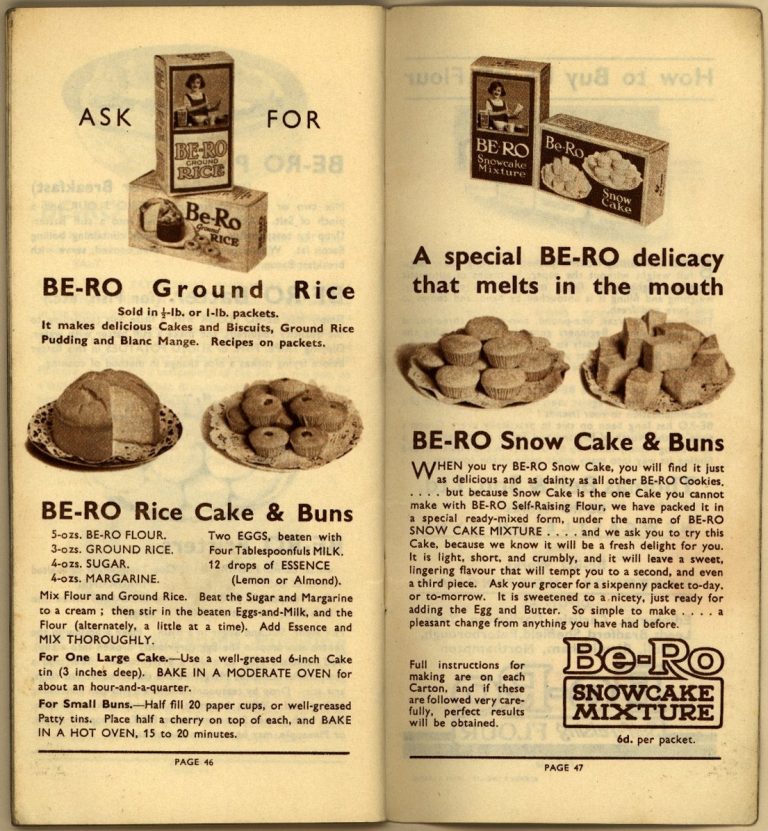 ASK FOR
BE-RO
GROUND
RICE
Be-Ro
Ground
RICE
BE-RO Ground Rice
Sold in ½-lb. or 1-lb. packets.
It makes delicious Cakes and Biscuits, Ground Rice
Pudding and Blanc Mange. Recipes on packets.
BE-RO Rice Cake & Buns
5-ozs. BE-RO FLOUR.
3-ozs. GROUND RICE.
4-ozs. SUGAR.
4-ozs. MARGARINE.
Two EGGS, beaten with
Four Tablespoonfuls MILK.
12 drops of ESSENCE
(Lemon or Almond).
Mix Flour and Ground Rice. Beat the Sugar and Margarine
to a cream ; then stir in the beaten Eggs-and-Milk, and the
Flour (alternately, a little at a time). Add Essence and
MIX THOROUGHLY.
For One Large Cake.—Use a well-greased 6-inch Cake
tin (3 inches deep). BAKE IN A MODERATE OVEN for
about an hour-and-a-quarter.
For Small Buns.—Half fill 20 paper cups, or well-greased
Patty tins. Place half a cherry on top of each, and BAKE
IN A HOT OVEN, 15 to 20 minutes.
PAGE 46
BE-RO
Snowcake
Mixture
Be-Ro
Snow
Cake
A special BE-RO delicacy
that melts in the mouth
BE-RO Snow Cake & Buns
WHEN you try BE-RO Snow Cake, you will find it just
as delicious and as dainty as all other BE-RO Cookies.
. . . . but because Snow Cake is the one Cake you cannot
make with BE-RO Self-Raising Flour, we have packed it in
a special ready-mixed form, under the name of BE-RO
SNOW CAKE MIXTURE . . . . and we ask you to try this
Cake, because we know it will be a fresh delight for you.
It is light, short, and crumbly, and it will leave a sweet,
lingering flavour that will tempt you to a second, and even
a third piece. Ask your grocer for a sixpenny packet to-day.
or to-morrow. It is sweetened to a nicety, just ready for
adding the Egg and Butter. So simple to make . . . . a
pleasant change from anything you have had before.
Full instructions for
making are on each
Carton, and if these
are followed very care-
fully, perfect results
will be obtained.
Be-Ro
SNOWCAKE
MIXTURE
6d. per packet.
PAGE 47